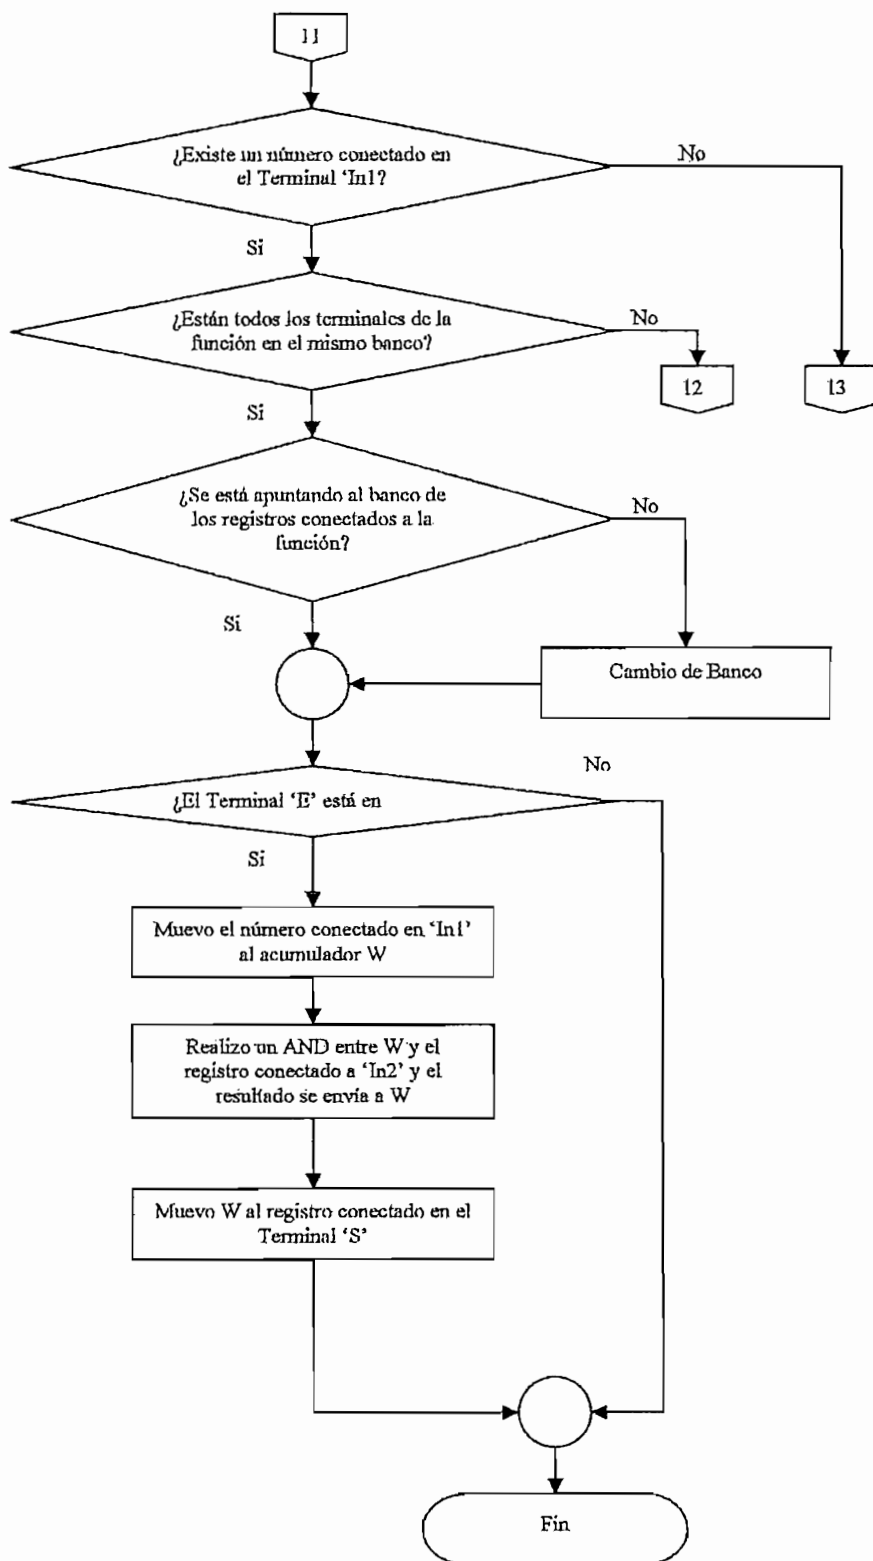 11
¿Existe un número conectado en
el Terminal ‘In1?
No
Si
¿Están todos los terminales de la
función en el mismo banco?
No
12
13
Si
¿Se está apuntando al banco de
los registros conectados a la
función?
No
Si
Cambio de Banco
No
¿El Terminal ‘E’ está en
Si
Muevo el número conectado en ‘In1’
al acumulador W
Realizo un AND entre W y el
registro conectado a ‘In2’ y el
resultado se envía a W
Muevo W al registro conectado en el
Terminal ‘S’
Fin